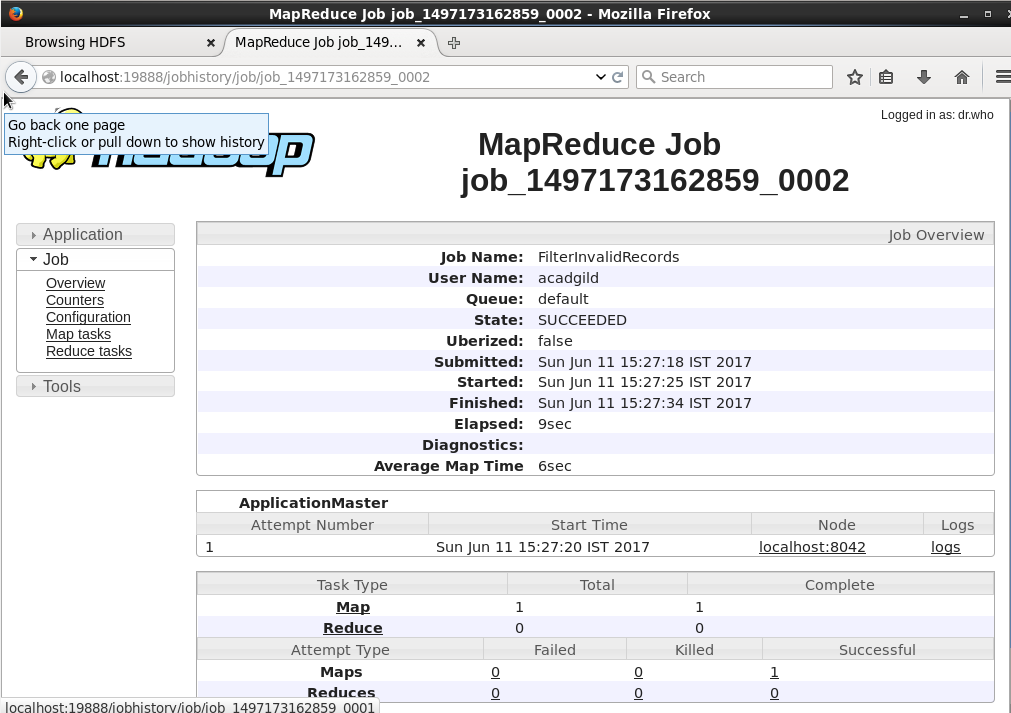 MapReduce Job job_1497173162859_0002 - Mozilla Firefox
Browsing HDFS MapReduce Job job_149...
localhost:19888/jobhistory/job/job_1497173162859_0002 Search
Go back one page
Right-click or pull down to show history
Logged in as: dr.who
MapReduce Job
job_1497173162859_0002
Application
Job
Overview
Counters
Configuration
Map tasks
Reduce tasks
Tools
Job Overview
Job Name: FilterInvalidRecords
User Name: acadgild
Queue: default
State: SUCCEEDED
Uberized: false
Submitted: Sun Jun 11 15:27:18 IST 2017
Started: Sun Jun 11 15:27:25 IST 2017
Finished: Sun Jun 11 15:27:34 IST 2017
Elapsed: 9sec
Diagnostics:
Average Map Time 6sec
ApplicationMaster
Attempt Number Start Time Node Logs
1 Sun Jun 11 15:27:20 IST 2017 localhost:8042 logs
Task Type Total Complete
Map 1 1
Reduce 0 0
Attempt Type Failed Killed Successful
Maps 0 0 1
Reduces 0 0 0
localhost:19888/jobhistory/job/job_1497173162859_0001